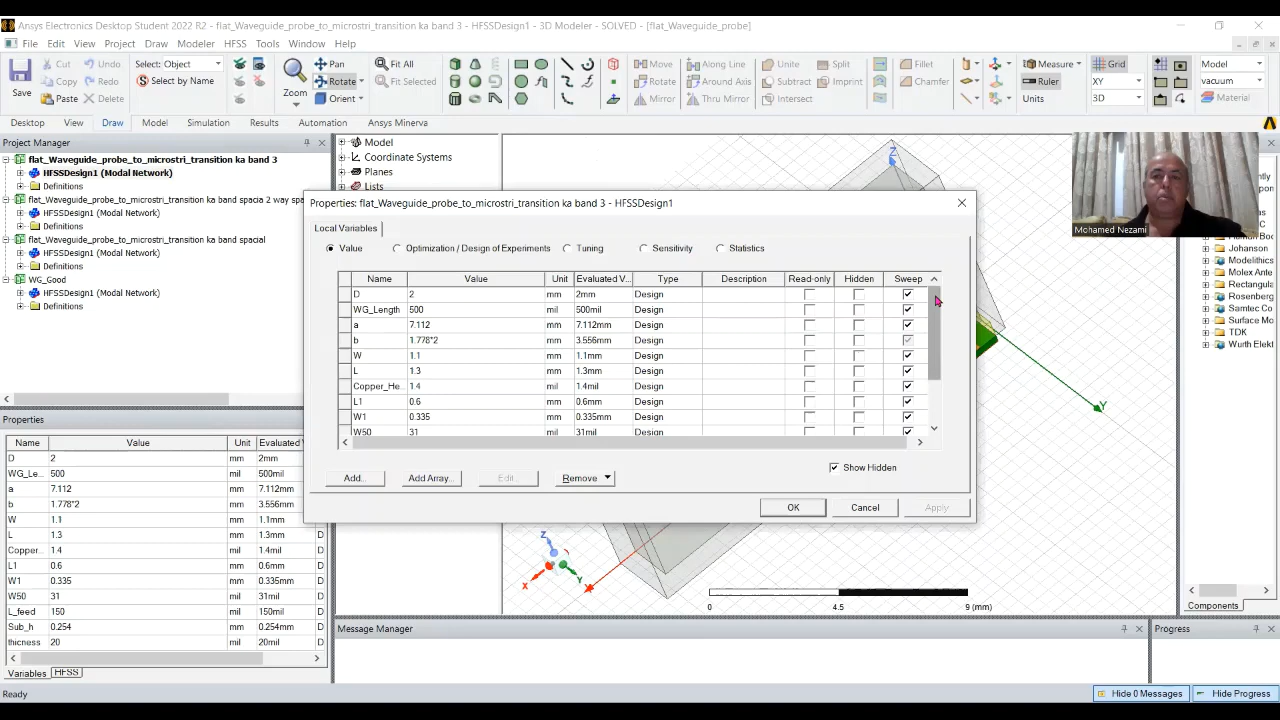 Ansys Electronics Desktop Student 2022 R2 - flat_Waveguide_probe_to_microstri_transition ka band 3 - HFSSDesign1 - 3D Modeler - SOLVED - [flat_Waveguide_probe]
File Edit View Project Draw Modeler HFSS Tools Window Help
Save
Cut Undo
Copy Redo
Paste Delete
Select: Object
Select by Name
Zoom
Pan
Rotate
Orient
Fit All
Fit Selected
Move Along Line
Rotate Around Axis
Mirror Thru Mirror
Unite Split
Subtract Imprint
Intersect
Fillet
Chamfer
Measure
Ruler
Units
Grid
XY
3D
Model
vacuum
Material
Desktop View Draw Model Simulation Results Automation Ansys Minerva
Project Manager
flat_Waveguide_probe_to_microstri_transition ka band 3
HFSSDesign1 (Modal Network)
Definitions
flat_Waveguide_probe_to_microstri_transition ka band spacia 2 way sp
HFSSDesign1 (Modal Network)
Definitions
flat_Waveguide_probe_to_microstri_transition ka band spacial
HFSSDesign1 (Modal Network)
Definitions
WG_Good
HFSSDesign1 (Modal Network)
Definitions
Model
Coordinate Systems
Planes
Lists
Properties: flat_Waveguide_probe_to_microstri_transition ka band 3 - HFSSDesign1
Local Variables
Value Optimization / Design of Experiments Tuning Sensitivity Statistics
Name Value Unit Evaluated V... Type Description Read-only Hidden Sweep
D 2 mm 2mm Design
WG_Length 500 mil 500mil Design
a 7.112 mm 7.112mm Design
b 1.778*2 mm 3.556mm Design
W 1.1 mm 1.1mm Design
L 1.3 mm 1.3mm Design
Copper_He... 1.4 mil 1.4mil Design
L1 0.6 mm 0.6mm Design
W1 0.335 mm 0.335mm Design
W50 31 mil 31mil Design
Show Hidden
Add... Add Array... Edit... Remove
OK Cancel Apply
Properties
Name Value Unit Evaluated
D 2 mm 2mm D
WG_Le... 500 mil 500mil D
a 7.112 mm 7.112mm D
b 1.778*2 mm 3.556mm D
W 1.1 mm 1.1mm D
L 1.3 mm 1.3mm D
Copper... 1.4 mil 1.4mil D
L1 0.6 mm 0.6mm D
W1 0.335 mm 0.335mm D
W50 31 mil 31mil D
L_feed 150 mil 150mil D
Sub_h 0.254 mm 0.254mm D
thicness 20 mil 20mil D
Variables HFSS
Z
Y
Z
X
Y
X
0 4.5 9 (mm)
Mohamed Nezami
Johanson
Modelithics
Molex Ante
Rosenberg
Samtec Co
Surface Mo
TDK
Wurth Elekt
Components
Message Manager
Progress
Ready
Hide 0 Messages
Hide Progress